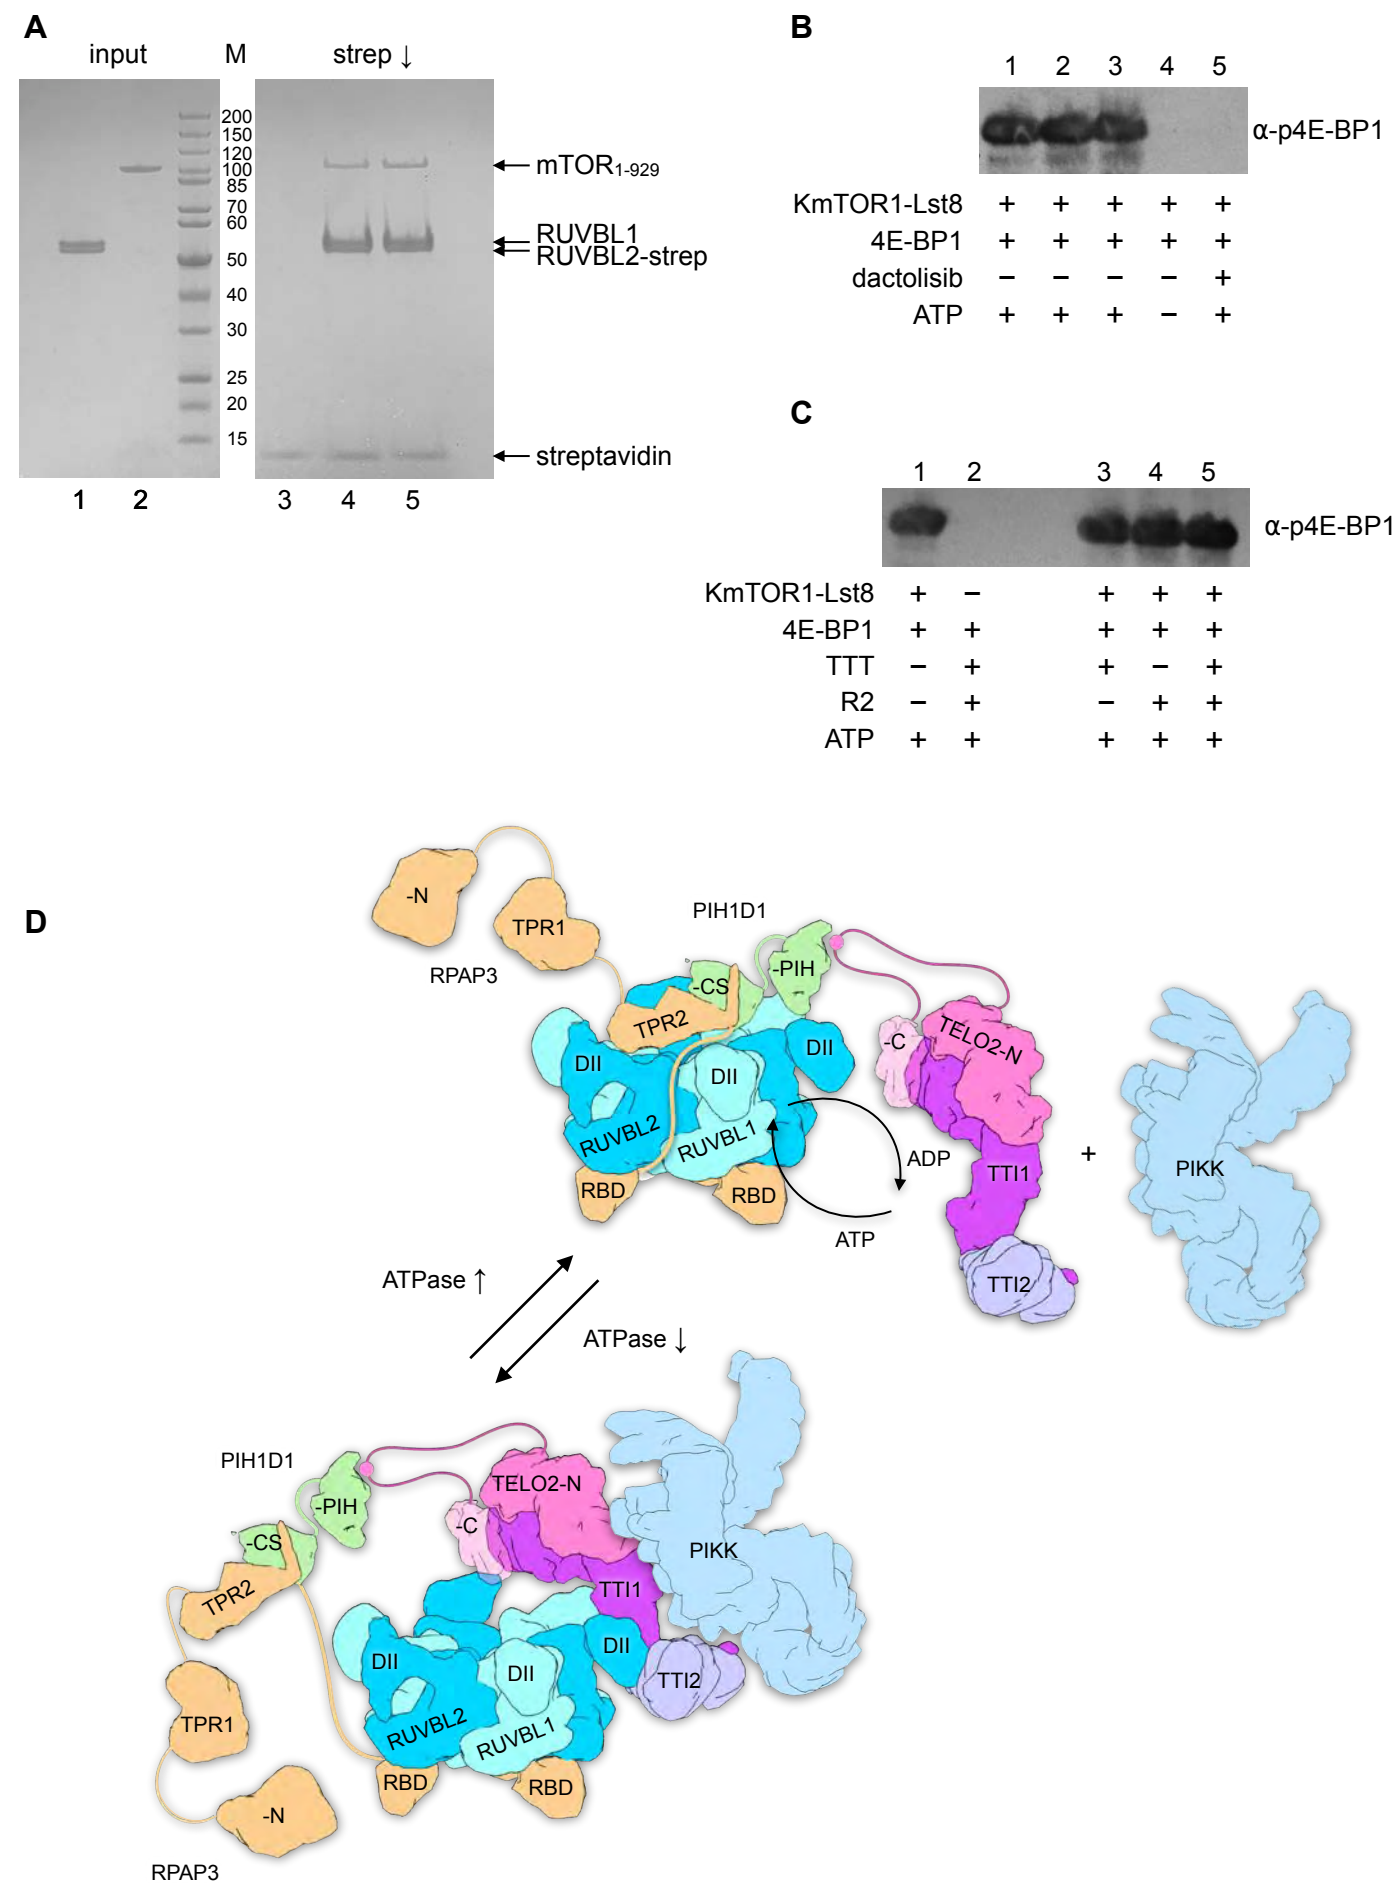 A
input M strep ↓
200
150
120
100
85
70
60
50
40
30
25
20
15
mTOR1-929
RUVBL1
RUVBL2-strep
streptavidin
1 2 3 4 5
B
1 2 3 4 5
α-p4E-BP1
KmTOR1-Lst8 + + + + +
4E-BP1 + + + + +
dactolisib − − − − +
ATP + + + − +
C
1 2 3 4 5
α-p4E-BP1
KmTOR1-Lst8 + − + + +
4E-BP1 + + + + +
TTT − + + − +
R2 − + − + +
ATP + + + + +
D
-N
TPR1
RPAP3
PIH1D1
-PIH
-CS
TPR2
DII
DII
DII
RUVBL2
RUVBL1
RBD
RBD
-C
TELO2-N
TTI1
TTI2
ADP
ATP
+
PIKK
ATPase ↑
ATPase ↓
PIH1D1
-PIH
-CS
TPR2
TPR1
-N
RPAP3
-C
TELO2-N
TTI1
TTI2
PIKK
DII
DII
DII
RUVBL2
RUVBL1
RBD
RBD